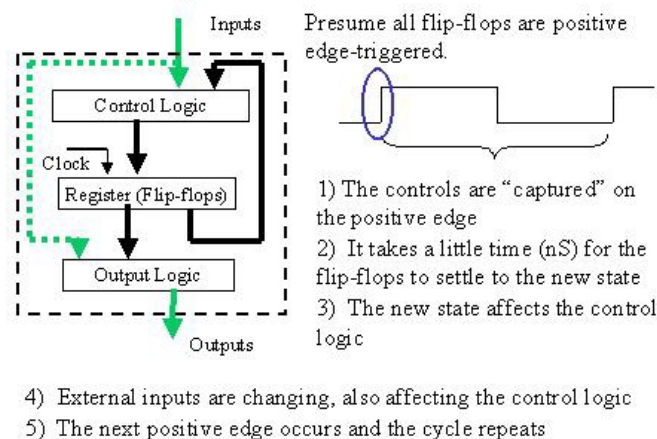 Inputs
Presume all flip-flops are positive
edge-triggered.
Control Logic
Clock
Register (Flip-flops)
Output Logic
Outputs
1) The controls are “captured” on
the positive edge
2) It takes a little time (nS) for the
flip-flops to settle to the new state
3) The new state affects the control
logic
4) External inputs are changing, also affecting the control logic
5) The next positive edge occurs and the cycle repeats